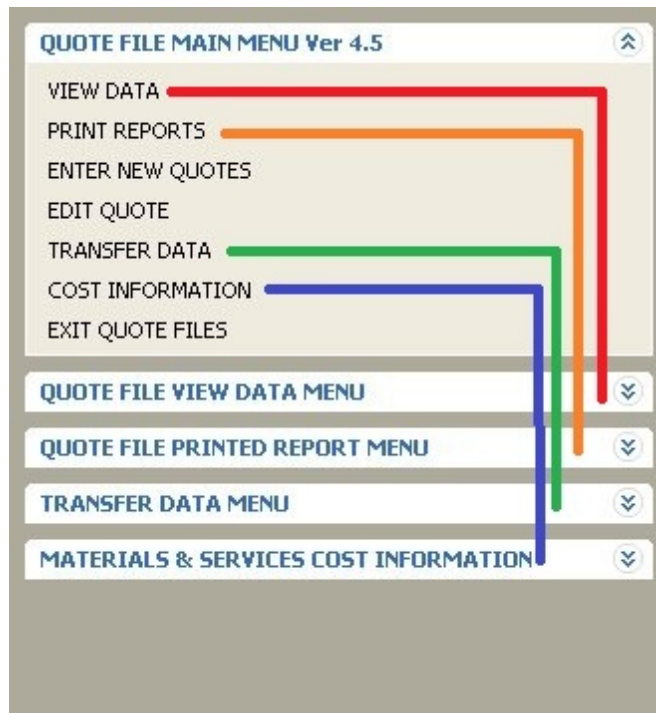 QUOTE FILE MAIN MENU Ver 4.5
VIEW DATA
PRINT REPORTS
ENTER NEW QUOTES
EDIT QUOTE
TRANSFER DATA
COST INFORMATION
EXIT QUOTE FILES
QUOTE FILE VIEW DATA MENU
QUOTE FILE PRINTED REPORT MENU
TRANSFER DATA MENU
MATERIALS & SERVICES COST INFORMATION